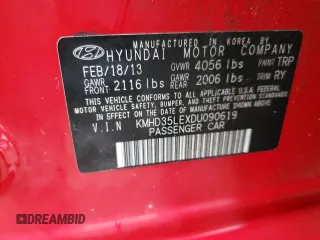 MANUFACTURED IN KOREA BY
HYUNDAI MOTOR COMPANY
FEB/18/13 GVWR 4056 lbs PAINT TRP
GAWR FRONT 2116 lbs GAWR REAR 2006 lbs TRIM RY
THIS VEHICLE CONFORMS TO ALL APPLICABLE U.S.A. FEDERAL
MOTOR VEHICLE SAFETY, BUMPER, AND THEFT PREVENTION
STANDARDS IN EFFECT ON THE DATE OF MANUFACTURE SHOWN ABOVE.
V.I.N KMHD35LEXDU090619
PASSENGER CAR
DREAMBID